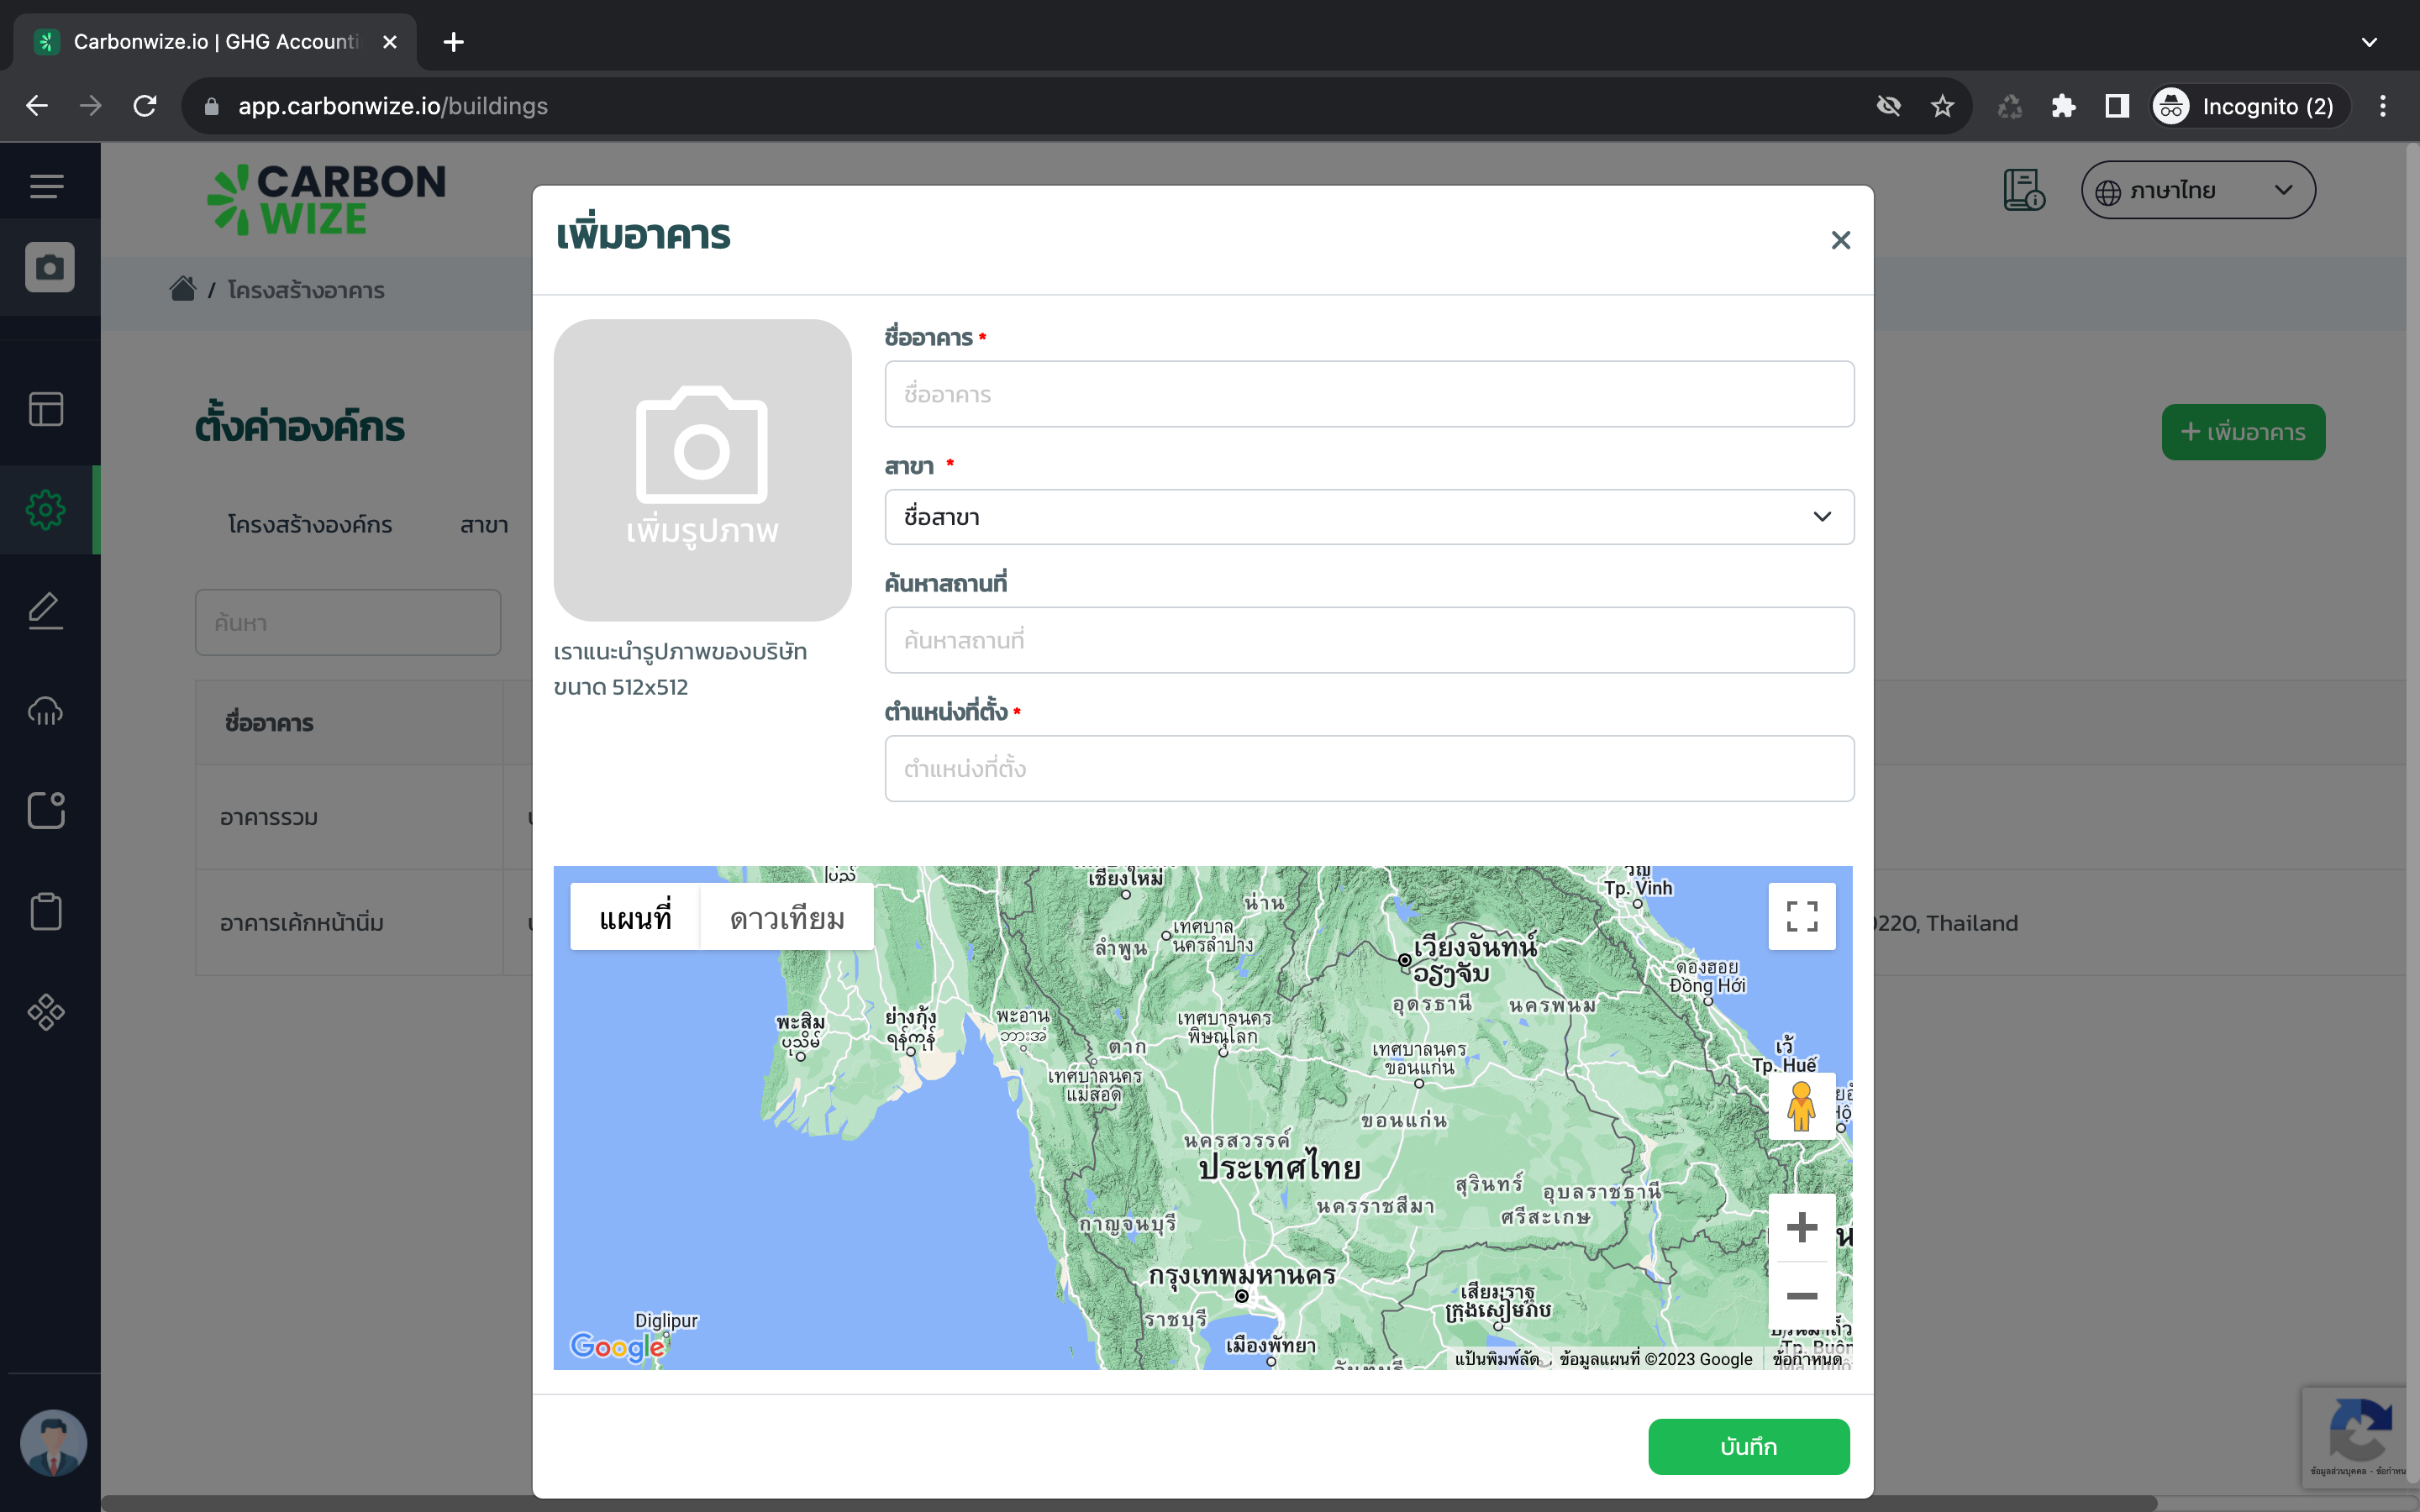 Carbonwize.io | GHG Accounti
app.carbonwize.io/buildings
Incognito (2)
CARBON
WIZE
ภาษาไทย
/ โครงสร้างอาคาร
ตั้งค่าองค์กร
+ เพิ่มอาคาร
โครงสร้างองค์กร
สาขา
ค้นหา
ชื่ออาคาร
อาคารรวม
อาคารเค้กหน้านิ่ม
0220, Thailand
เพิ่มอาคาร
เพิ่มรูปภาพ
เราแนะนำรูปภาพของบริษัท
ขนาด 512x512
ชื่ออาคาร *
ชื่ออาคาร
สาขา *
ชื่อสาขา
ค้นหาสถานที่
ค้นหาสถานที่
ตำแหน่งที่ตั้ง *
ตำแหน่งที่ตั้ง
แผนที่
ดาวเทียม
เชียงใหม่
น่าน
Tp. Vinh
เทศบาล
นครลำปาง
ลำพูน
เวียงจันทน์
ວຽງຈັນ
ดองฮอย
Đồng Hới
อุดรธานี
นครพนม
พะสิม
ပုသိမ်
ย่างกุ้ง
ရန်ကုန်
พะอาน
ဘားအံ
เทศบาลนคร
พิษณุโลก
ตาก
เทศบาลนคร
แม่สอด
เทศบาลนคร
ขอนแก่น
เว้
Tp. Huế
ขอนแก่น
นครสวรรค์
ประเทศไทย
สุรินทร์
อุบลราชธานี
นครราชสีมา
ศรีสะเกษ
กาญจนบุรี
กรุงเทพมหานคร
เสียมราฐ
ក្រុងសៀមរាប
ราชบุรี
เมืองพัทยา
Diglipur
Google
แป้นพิมพ์ลัด
ข้อมูลแผนที่ ©2023 Google
ข้อกำหนด
บันทึก